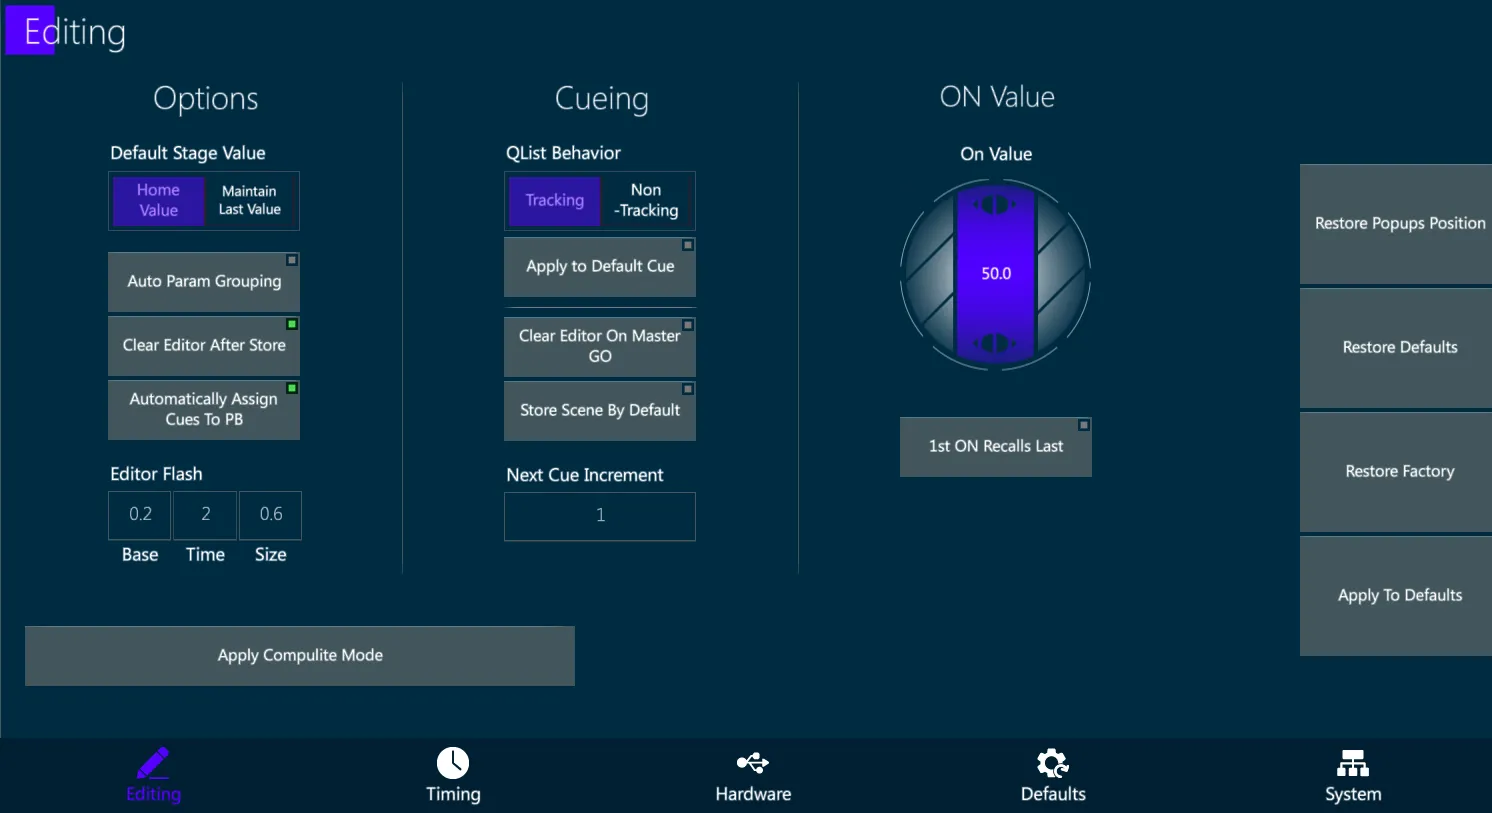 Editing
Options
Default Stage Value
Home
Value
Maintain
Last Value
Auto Param Grouping
Clear Editor After Store
Automatically Assign
Cues To PB
Editor Flash
0.2
2
0.6
Base
Time
Size
Cueing
QList Behavior
Tracking
Non
-Tracking
Apply to Default Cue
Clear Editor On Master
GO
Store Scene By Default
Next Cue Increment
1
ON Value
On Value
50.0
1st ON Recalls Last
Restore Popups Position
Restore Defaults
Restore Factory
Apply To Defaults
Apply Compulite Mode
Editing
Timing
Hardware
Defaults
System